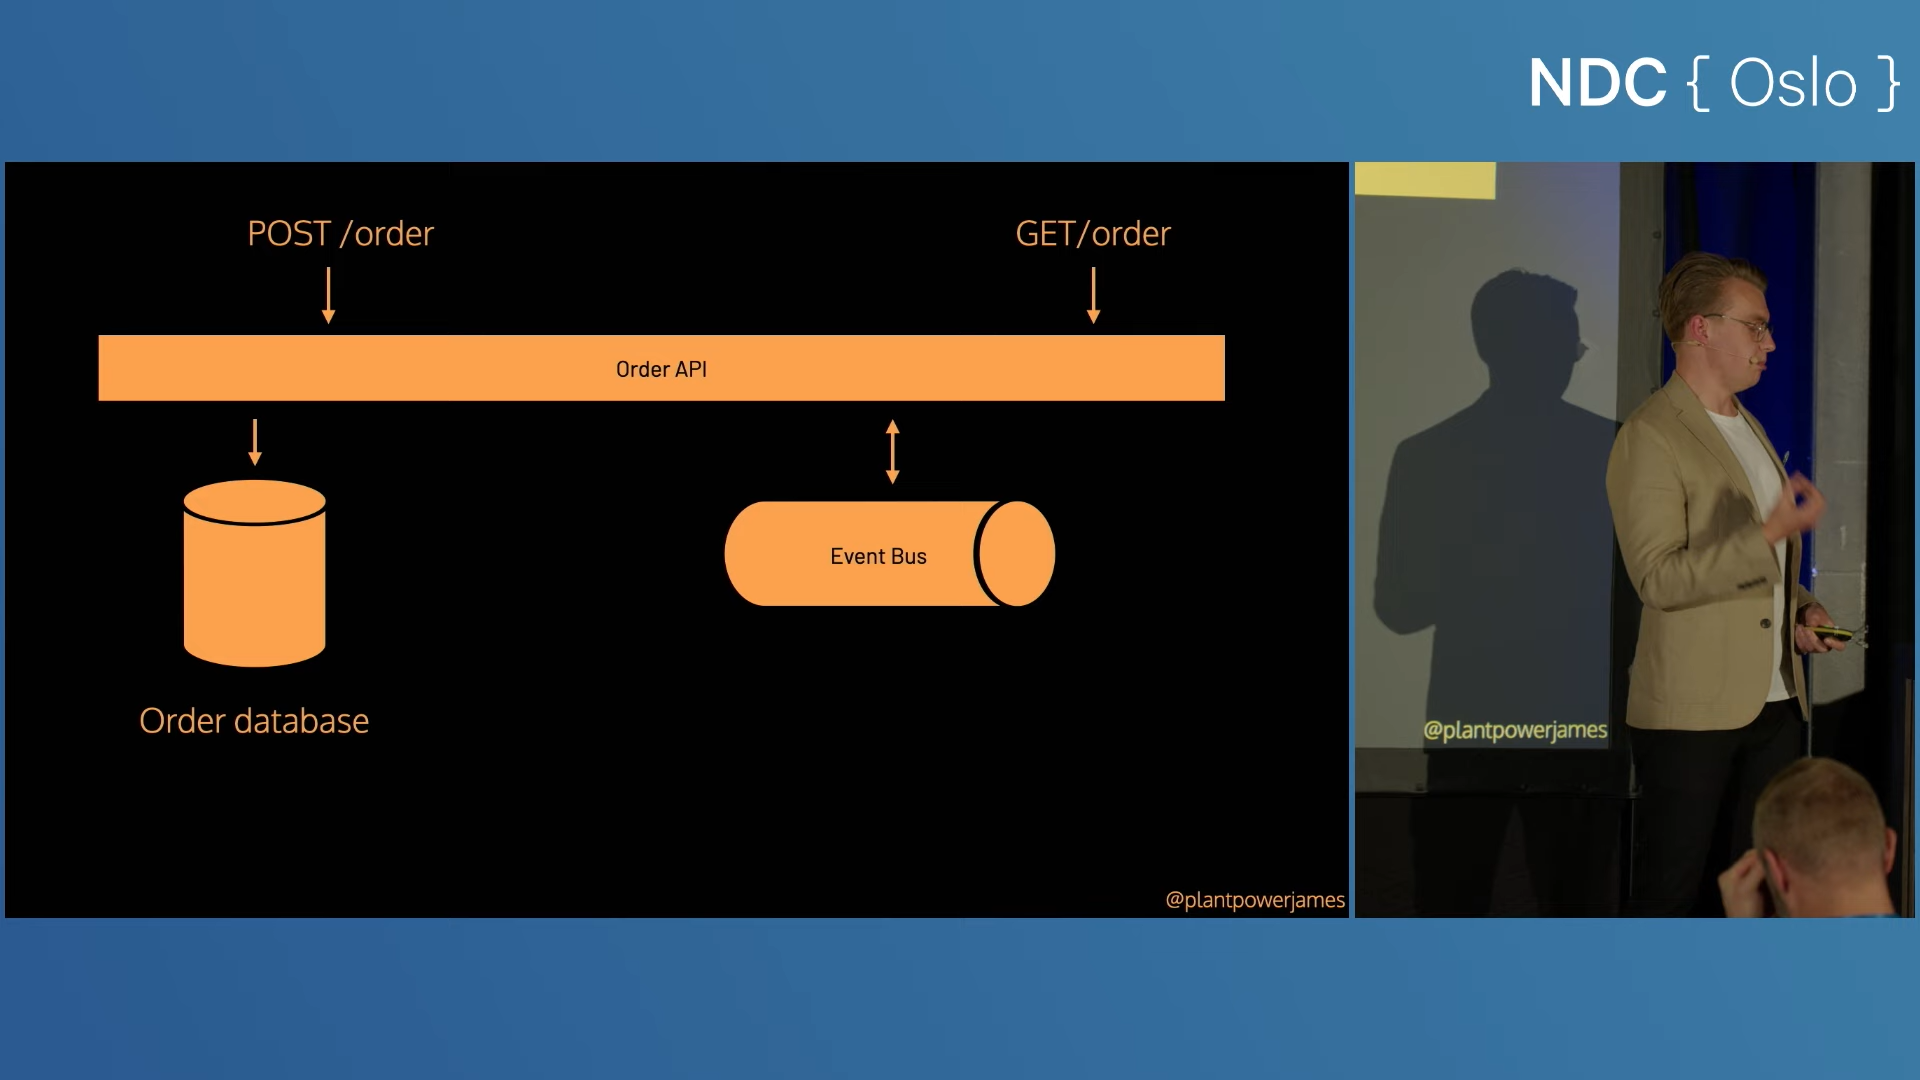 NDC { Oslo }
POST /order
GET/order
Order API
Event Bus
Order database
@plantpowerjames
@plantpowerjames